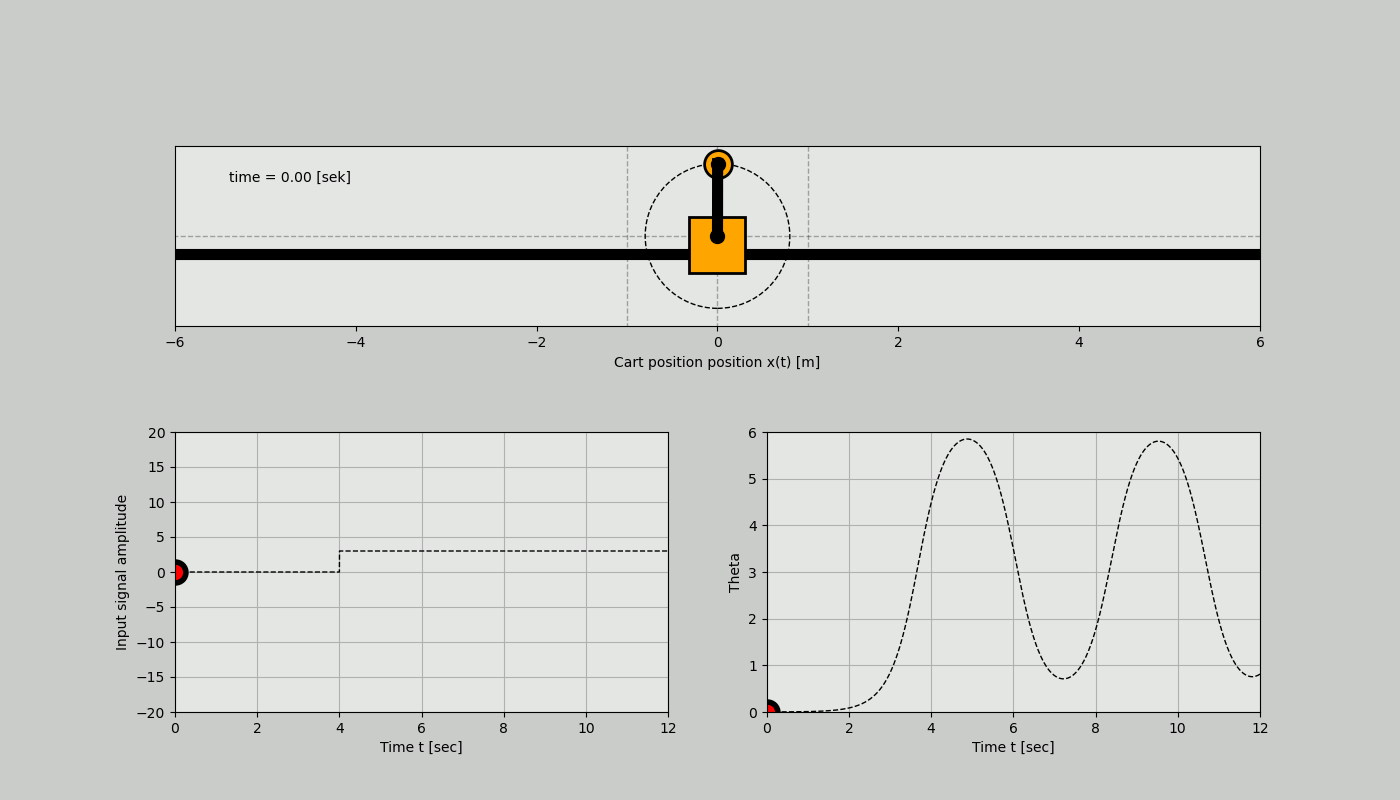 time = 0.00 [sek]
−6 −4 −2 0 2 4 6
Cart position position x(t) [m]
20
15
10
5
0
−5
−10
−15
−20
Input signal amplitude
0 2 4 6 8 10 12
Time t [sec]
6
5
4
3
2
1
0
Theta
0 2 4 6 8 10 12
Time t [sec]